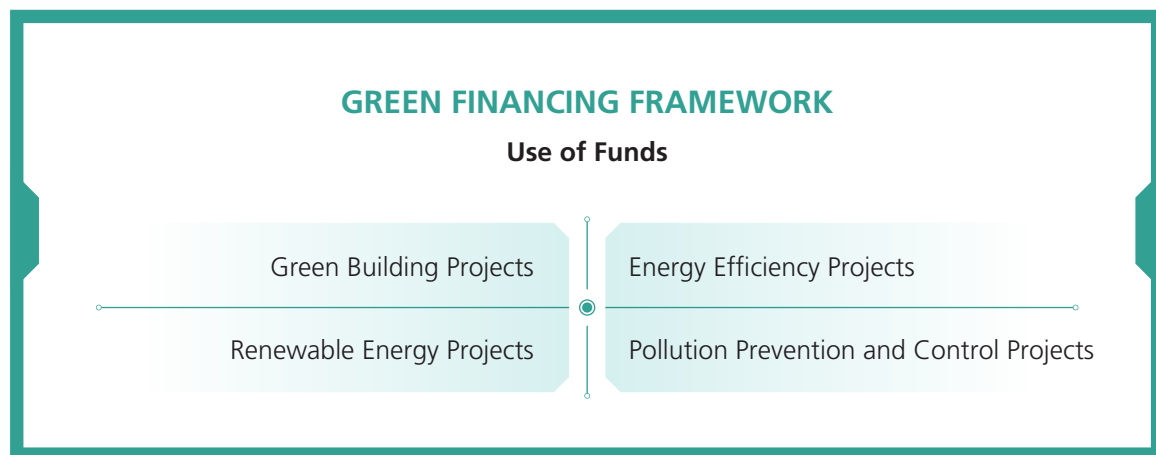 GREEN FINANCING FRAMEWORK
Use of Funds
Green Building Projects
Energy Efficiency Projects
Renewable Energy Projects
Pollution Prevention and Control Projects